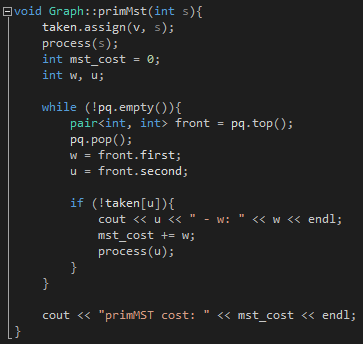 void Graph::primMst(int s){
    taken.assign(v, s);
    process(s);
    int mst_cost = 0;
    int w, u;

    while (!pq.empty()){
        pair<int, int> front = pq.top();
        pq.pop();
        w = front.first;
        u = front.second;

        if (!taken[u]){
            cout << u << " - w: " << w << endl;
            mst_cost += w;
            process(u);
        }
    }

    cout << "primMST cost: " << mst_cost << endl;
}